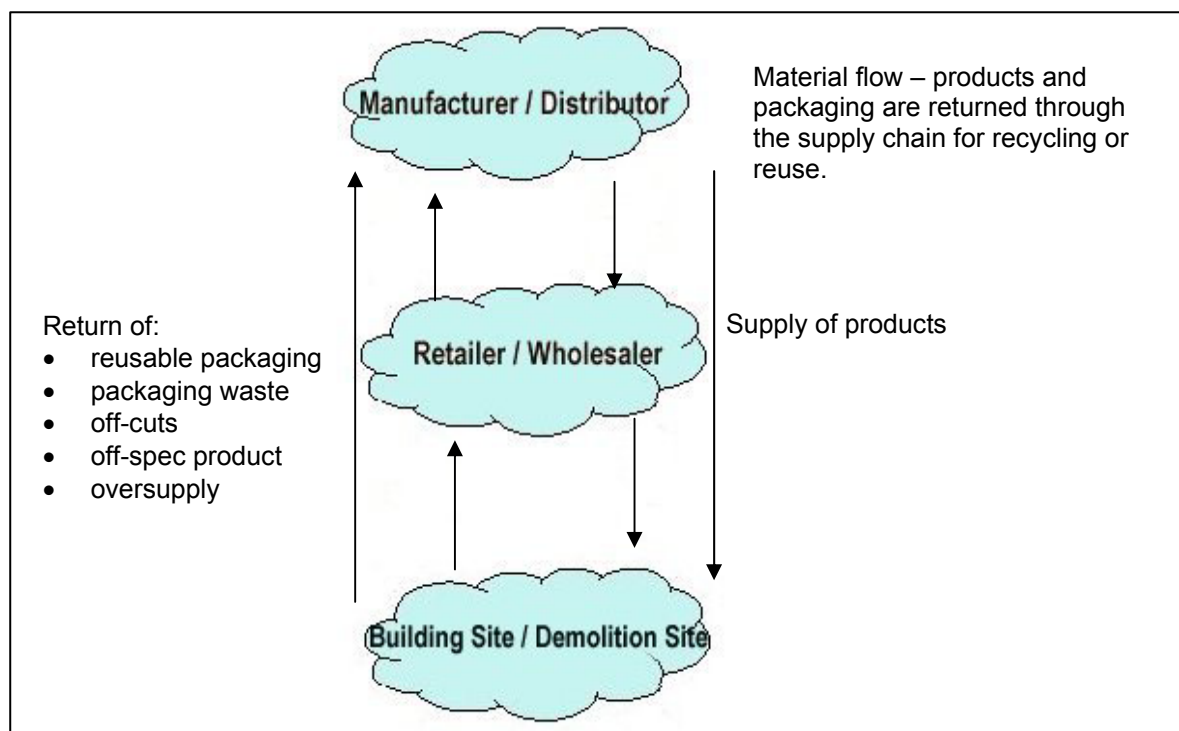 Manufacturer / Distributor
Material flow – products and
packaging are returned through
the supply chain for recycling or
reuse.
Return of:
• reusable packaging
• packaging waste
• off-cuts
• off-spec product
• oversupply
Retailer / Wholesaler
Supply of products
Building Site / Demolition Site